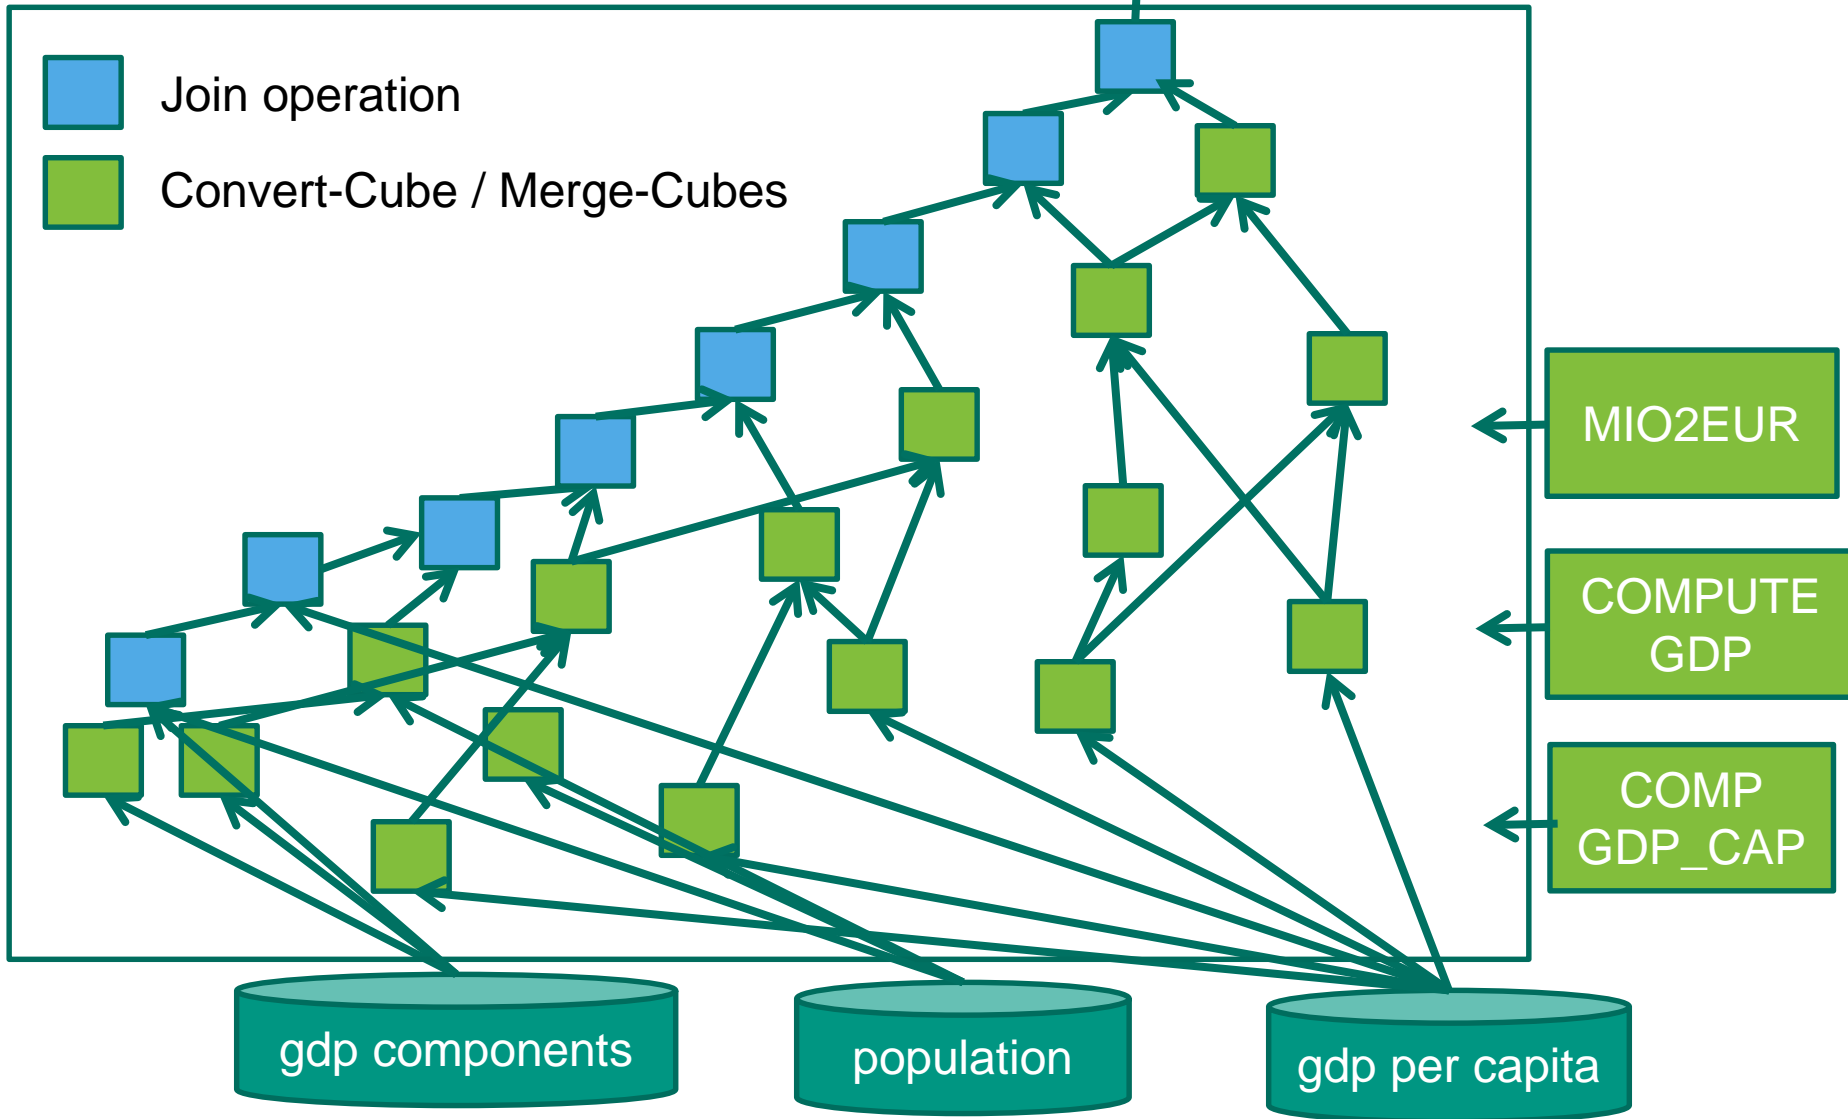 Join operation
Convert-Cube / Merge-Cubes
MIO2EUR
COMPUTE
GDP
COMP
GDP_CAP
gdp components
population
gdp per capita